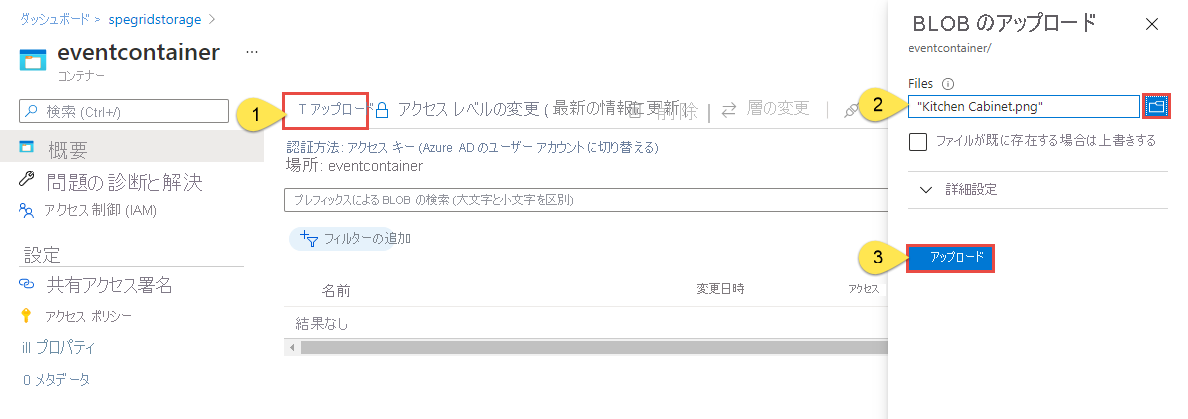 ダッシュボード > spegridstorage >
eventcontainer ...
コンテナー
検索 (Ctrl+/)
概要
問題の診断と解決
アクセス制御 (IAM)
設定
共有アクセス署名
アクセス ポリシー
ill プロパティ
0 メタデータ
1
T アップロード
アクセス レベルの変更 ( 最新の情報に更新 削除 | 層の変更
認証方法: アクセス キー (Azure AD のユーザー アカウントに切り替える)
場所: eventcontainer
プレフィックスによる BLOB の検索 (大文字と小文字を区別)
フィルターの追加
名前 変更日時 アクセス
結果なし
BLOB のアップロード
eventcontainer/
Files
2
"Kitchen Cabinet.png"
ファイルが既に存在する場合は上書きする
詳細設定
3
アップロード